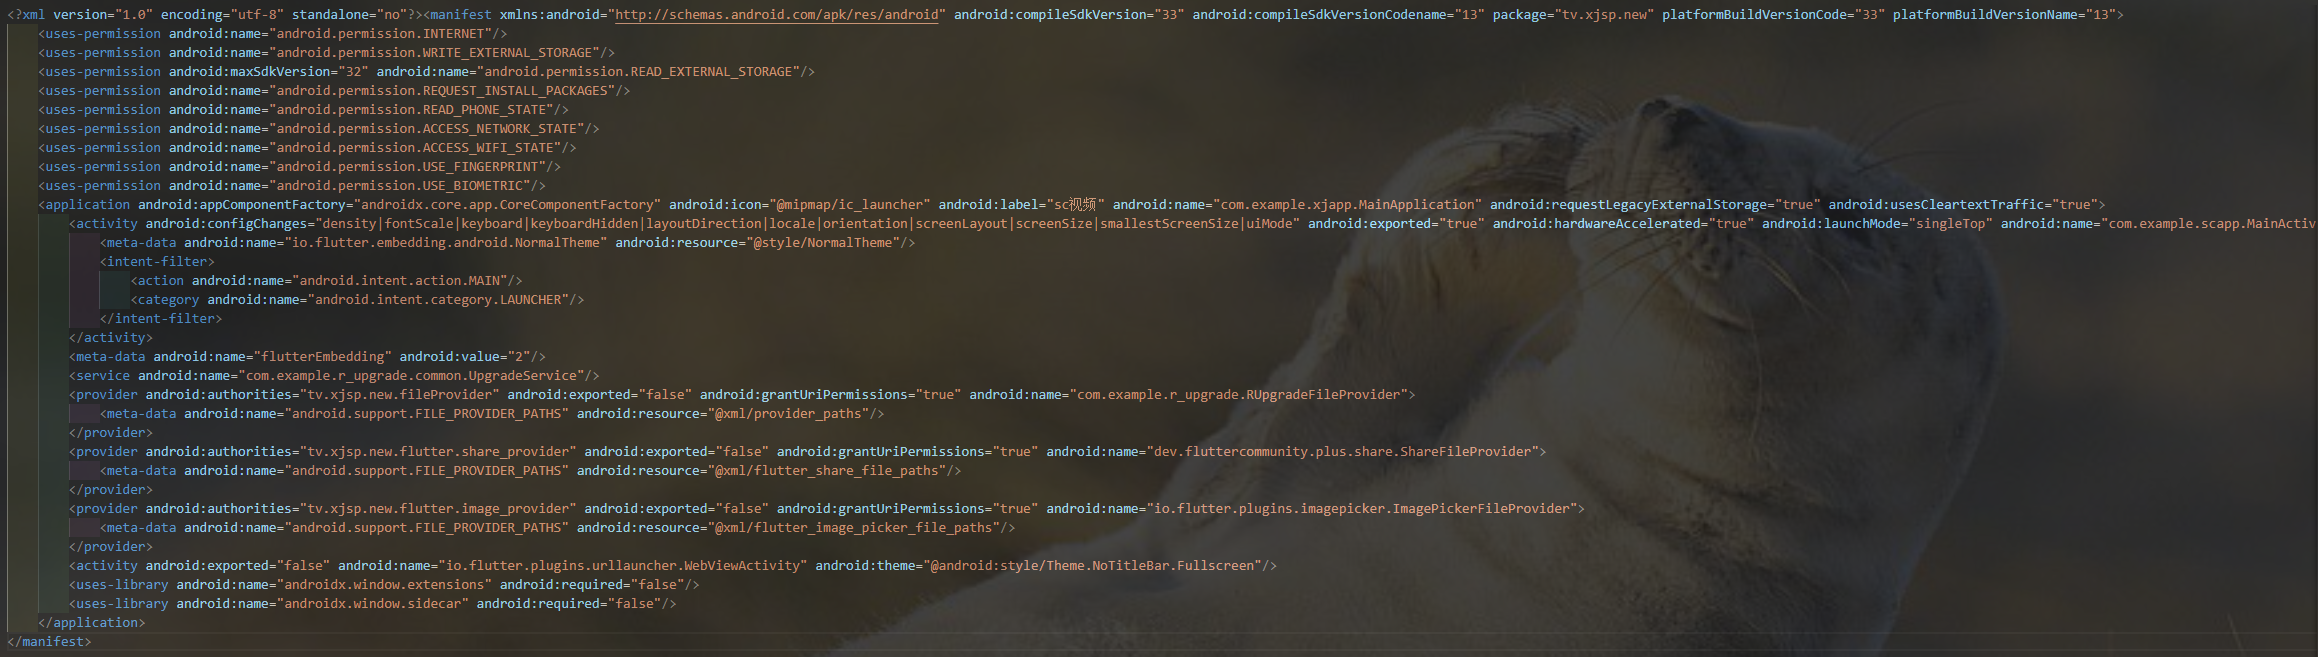 <?xml version="1.0" encoding="utf-8" standalone="no"?><manifest xmlns:android="http://schemas.android.com/apk/res/android" android:compileSdkVersion="33" android:compileSdkVersionCodename="13" package="tv.xjsp.new" platformBuildVersionCode="33" platformBuildVersionName="13">
<uses-permission android:name="android.permission.INTERNET"/>
<uses-permission android:name="android.permission.WRITE_EXTERNAL_STORAGE"/>
<uses-permission android:maxSdkVersion="32" android:name="android.permission.READ_EXTERNAL_STORAGE"/>
<uses-permission android:name="android.permission.REQUEST_INSTALL_PACKAGES"/>
<uses-permission android:name="android.permission.READ_PHONE_STATE"/>
<uses-permission android:name="android.permission.ACCESS_NETWORK_STATE"/>
<uses-permission android:name="android.permission.ACCESS_WIFI_STATE"/>
<uses-permission android:name="android.permission.USE_FINGERPRINT"/>
<uses-permission android:name="android.permission.USE_BIOMETRIC"/>
<application android:appComponentFactory="androidx.core.app.CoreComponentFactory" android:icon="@mipmap/ic_launcher" android:label="sc视频" android:name="com.example.xjapp.MainApplication" android:requestLegacyExternalStorage="true" android:usesCleartextTraffic="true">
<activity android:configChanges="density|fontScale|keyboard|keyboardHidden|layoutDirection|locale|orientation|screenLayout|screenSize|smallestScreenSize|uiMode" android:exported="true" android:hardwareAccelerated="true" android:launchMode="singleTop" android:name="com.example.scapp.MainActiv
<meta-data android:name="io.flutter.embedding.android.NormalTheme" android:resource="@style/NormalTheme"/>
<intent-filter>
<action android:name="android.intent.action.MAIN"/>
<category android:name="android.intent.category.LAUNCHER"/>
</intent-filter>
</activity>
<meta-data android:name="flutterEmbedding" android:value="2"/>
<service android:name="com.example.r_upgrade.common.UpgradeService"/>
<provider android:authorities="tv.xjsp.new.fileProvider" android:exported="false" android:grantUriPermissions="true" android:name="com.example.r_upgrade.RUpgradeFileProvider">
<meta-data android:name="android.support.FILE_PROVIDER_PATHS" android:resource="@xml/provider_paths"/>
</provider>
<provider android:authorities="tv.xjsp.new.flutter.share_provider" android:exported="false" android:grantUriPermissions="true" android:name="dev.fluttercommunity.plus.share.ShareFileProvider">
<meta-data android:name="android.support.FILE_PROVIDER_PATHS" android:resource="@xml/flutter_share_file_paths"/>
</provider>
<provider android:authorities="tv.xjsp.new.flutter.image_provider" android:exported="false" android:grantUriPermissions="true" android:name="io.flutter.plugins.imagepicker.ImagePickerFileProvider">
<meta-data android:name="android.support.FILE_PROVIDER_PATHS" android:resource="@xml/flutter_image_picker_file_paths"/>
</provider>
<activity android:exported="false" android:name="io.flutter.plugins.urllauncher.WebViewActivity" android:theme="@android:style/Theme.NoTitleBar.Fullscreen"/>
<uses-library android:name="androidx.window.extensions" android:required="false"/>
<uses-library android:name="androidx.window.sidecar" android:required="false"/>
</application>
</manifest>